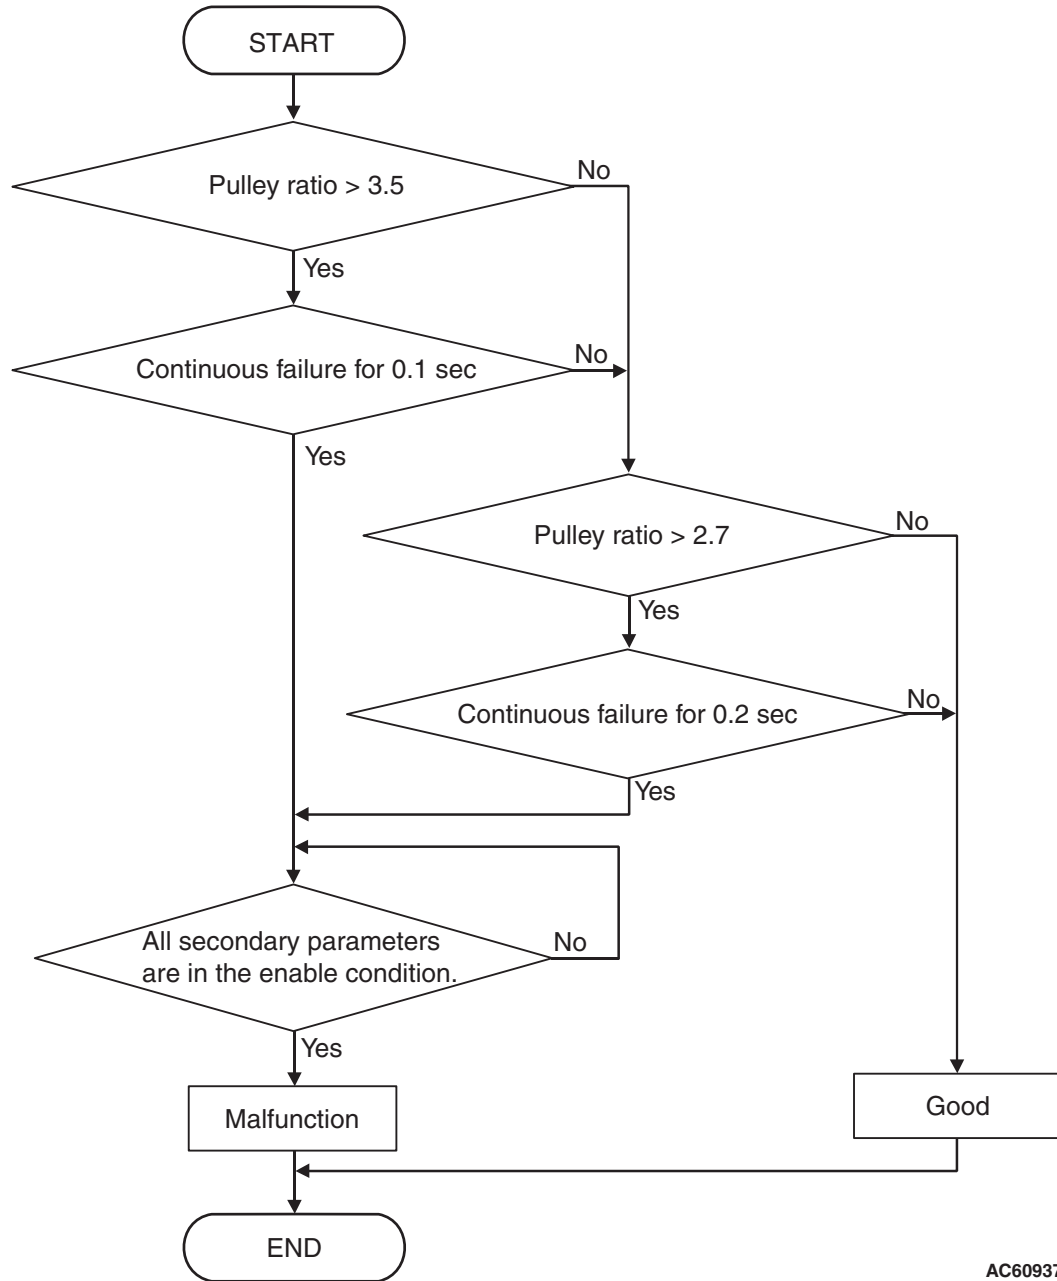 START
Pulley ratio > 3.5
No
Yes
Continuous failure for 0.1 sec
No
Yes
Pulley ratio > 2.7
No
Yes
Continuous failure for 0.2 sec
No
Yes
All secondary parameters
are in the enable condition.
No
Yes
Malfunction
Good
END
AC60937